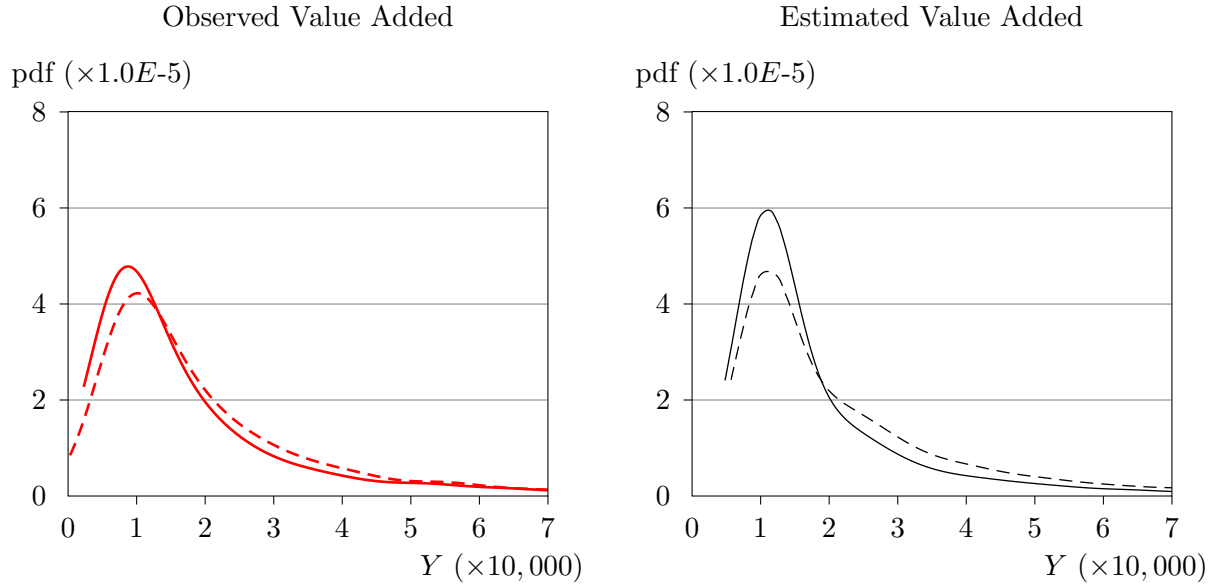 Observed Value Added
pdf (×1.0E-5)
8
6
4
2
0
0 1 2 3 4 5 6 7
Y (×10,000)
Estimated Value Added
pdf (×1.0E-5)
8
6
4
2
0
0 1 2 3 4 5 6 7
Y (×10,000)